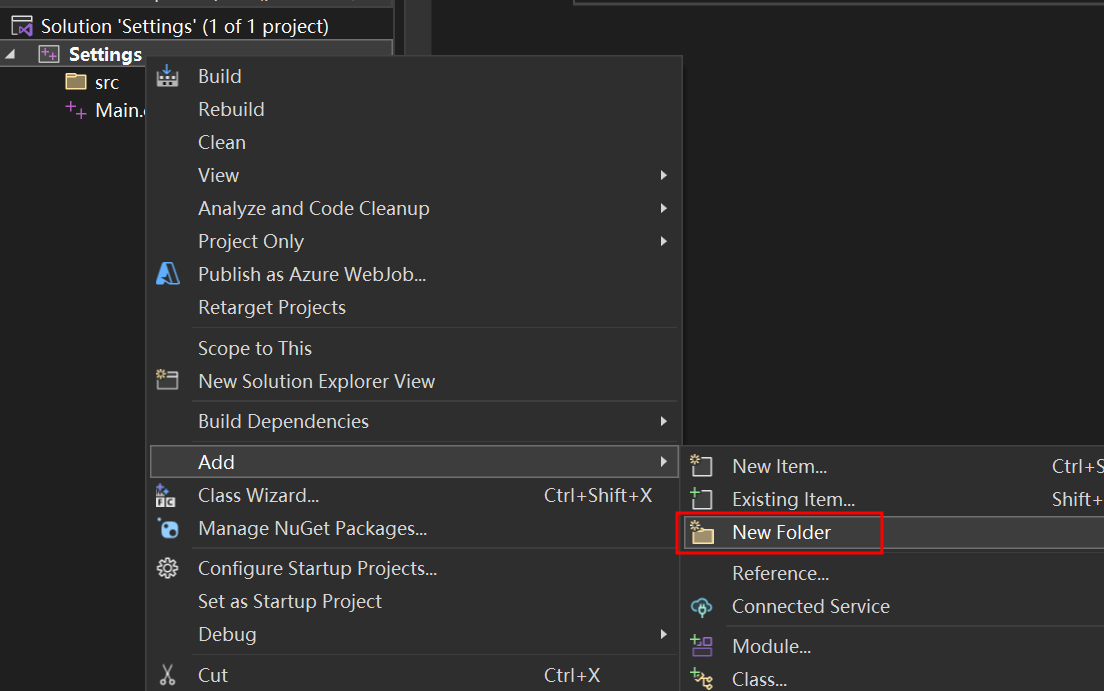 Solution 'Settings' (1 of 1 project)
Settings
src
Main.
Build
Rebuild
Clean
View
Analyze and Code Cleanup
Project Only
Publish as Azure WebJob...
Retarget Projects
Scope to This
New Solution Explorer View
Build Dependencies
Add
Class Wizard... Ctrl+Shift+X
Manage NuGet Packages...
Configure Startup Projects...
Set as Startup Project
Debug
Cut Ctrl+X
New Item... Ctrl+S
Existing Item... Shift+
New Folder
Reference...
Connected Service
Module...
Class...